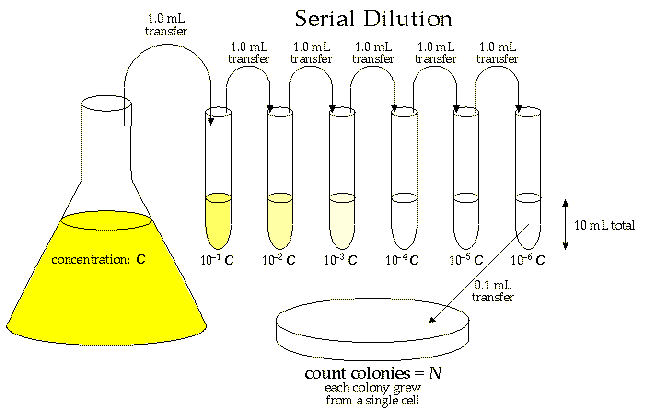 Serial Dilution
1.0 mL
transfer
1.0 mL
transfer
1.0 mL
transfer
1.0 mL
transfer
1.0 mL
transfer
1.0 mL
transfer
concentration: C
10⁻¹ C
10⁻² C
10⁻³ C
10⁻⁴ C
10⁻⁵ C
10⁻⁶ C
10 mL total
0.1 mL
transfer
count colonies = N
each colony grew
from a single cell